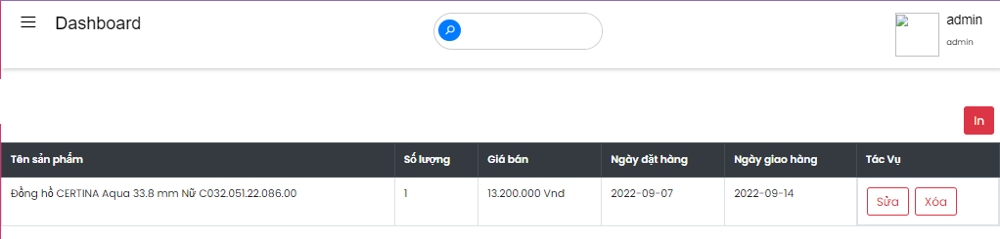 Dashboard
admin
admin
In
Tên sản phẩm Số lượng Giá bán Ngày đặt hàng Ngày giao hàng Tác Vụ
Đồng hồ CERTINA Aqua 33.8 mm Nữ C032.051.22.086.00 1 13.200.000 Vnđ 2022-09-07 2022-09-14 Sửa Xóa